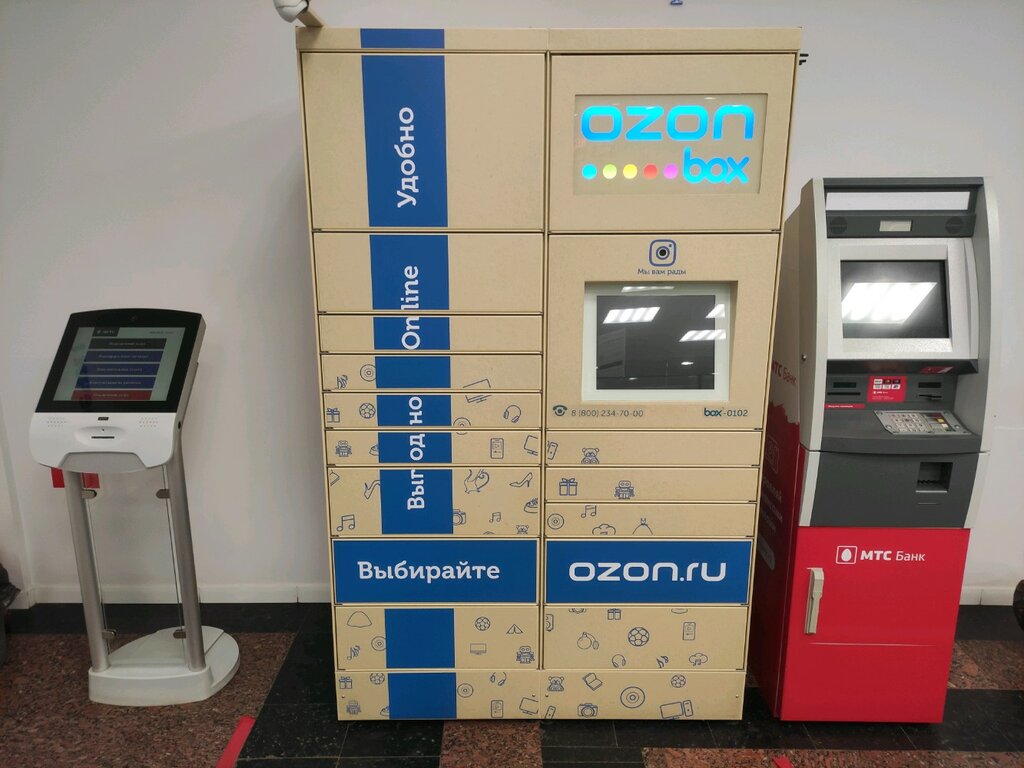 МТС
Удобно
Online
Выгодно
ozon
box
Мы вам рады
8 (800) 234-70-00
box-0102
Выбирайте
ozon.ru
МТС Банк
МТС Банк